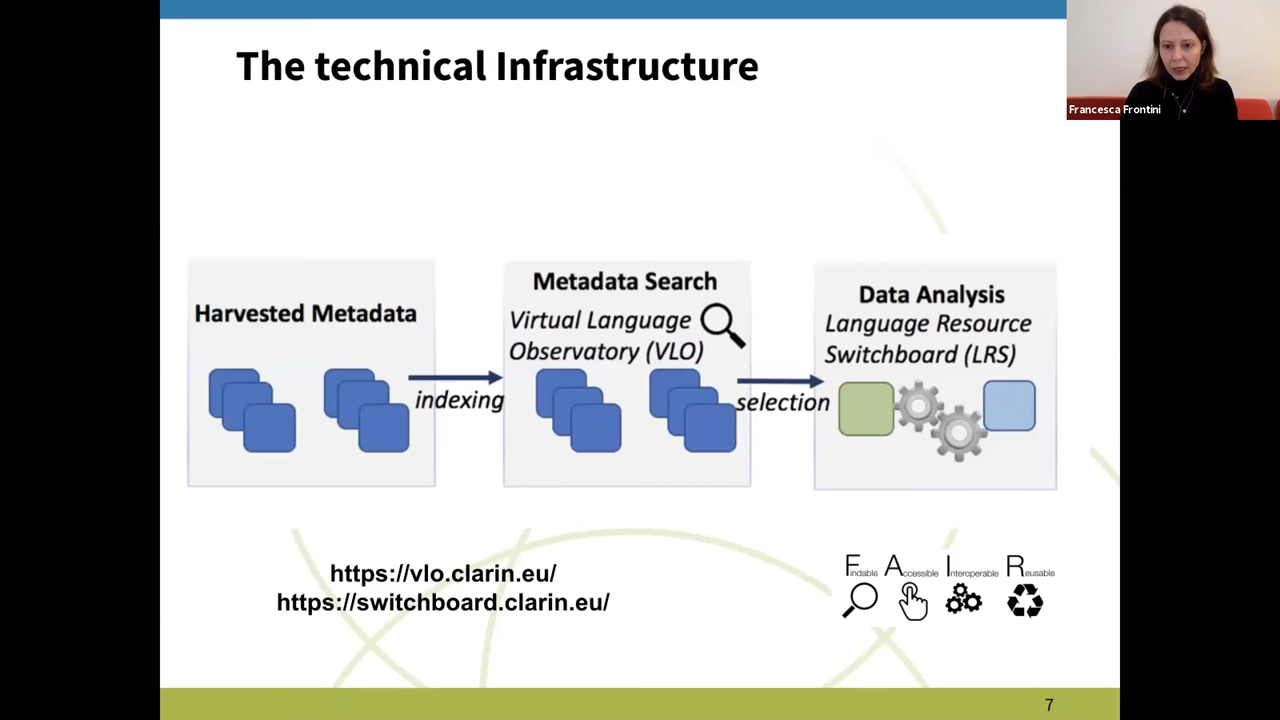 The technical Infrastructure
Francesca Frontini
Harvested Metadata
indexing
Metadata Search
Virtual Language
Observatory (VLO)
selection
Data Analysis
Language Resource
Switchboard (LRS)
https://vlo.clarin.eu/
https://switchboard.clarin.eu/
Findable Accessible Interoperable Reusable
7